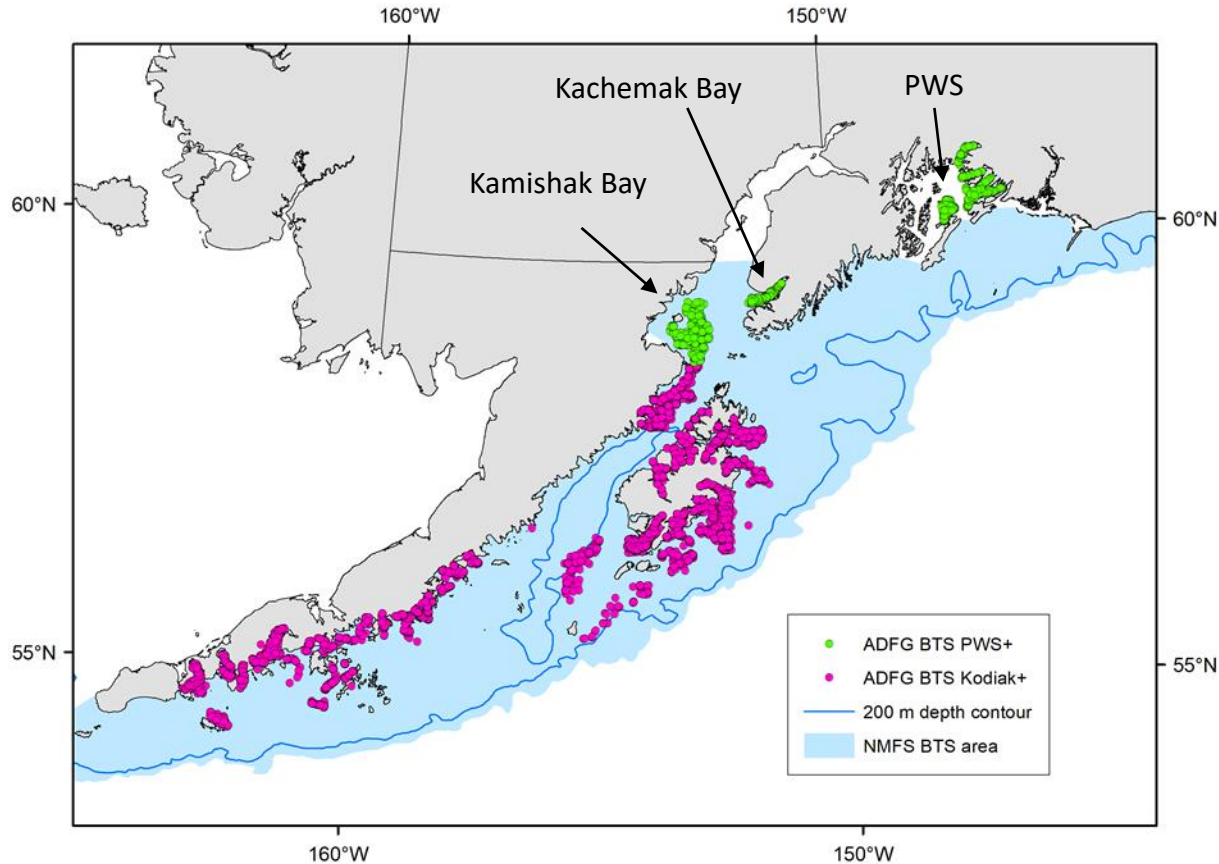 160°W
150°W
Kachemak Bay
PWS
Kamishak Bay
60°N
60°N
55°N
55°N
ADFG BTS PWS+
ADFG BTS Kodiak+
200 m depth contour
NMFS BTS area
160°W
150°W